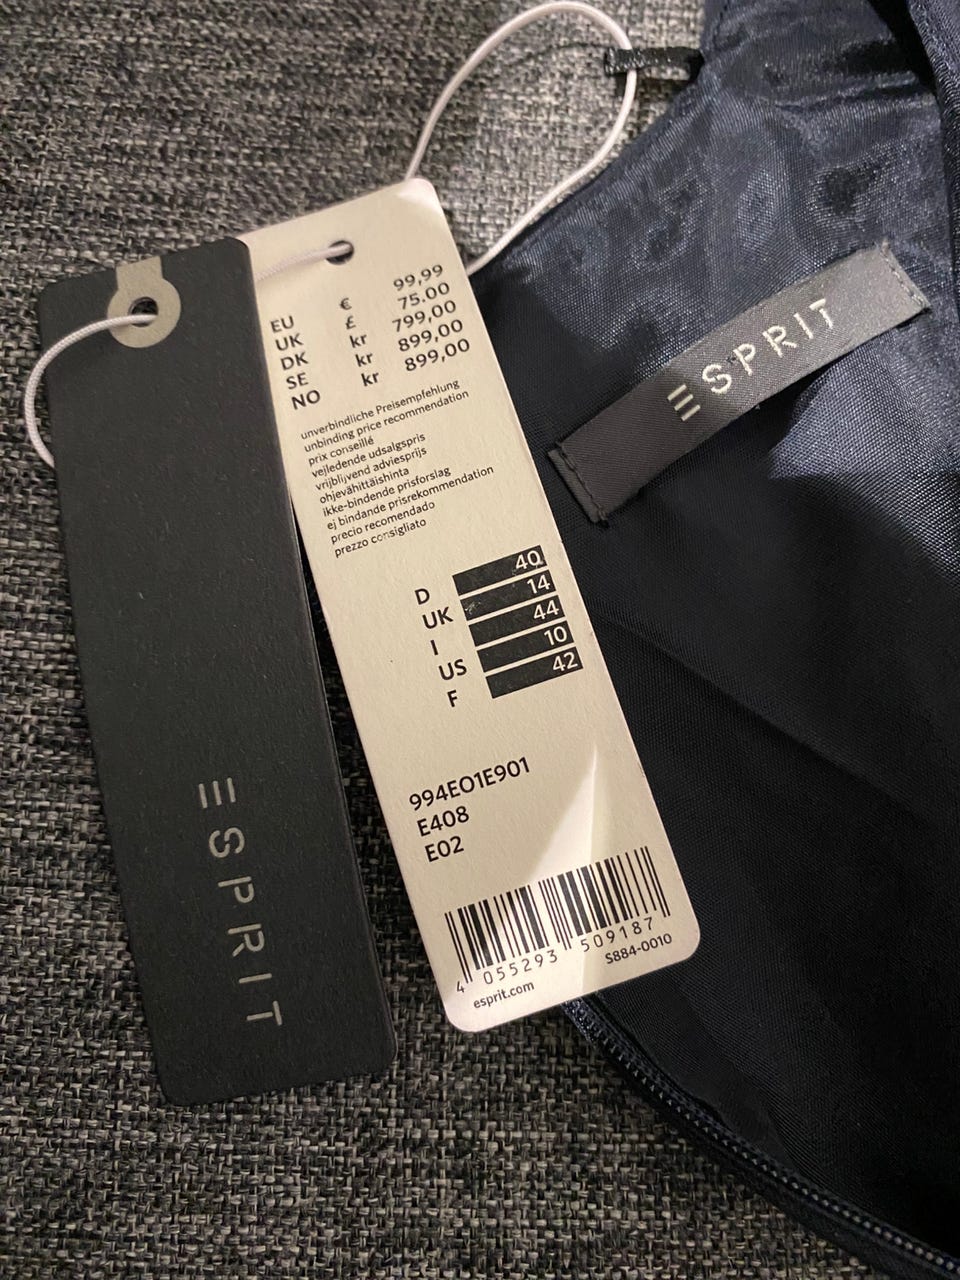 EU € 99,99
UK £ 75.00
DK kr 799,00
SE kr 899,00
NO kr 899,00
unverbindliche Preisempfehlung
unbinding price recommendation
prix conseillé
vejledende udsalgspris
vrijblijvend adviesprijs
ohjevähittäishinta
ikke-bindende prisforslag
ej bindande prisrekommendation
precio recomendado
prezzo consigliato
D 40
UK 14
I 44
US 10
F 42
994EO1E901
E408
E02
4 055293 509187
esprit.com
S884-0010
ESPRIT
ESPRIT